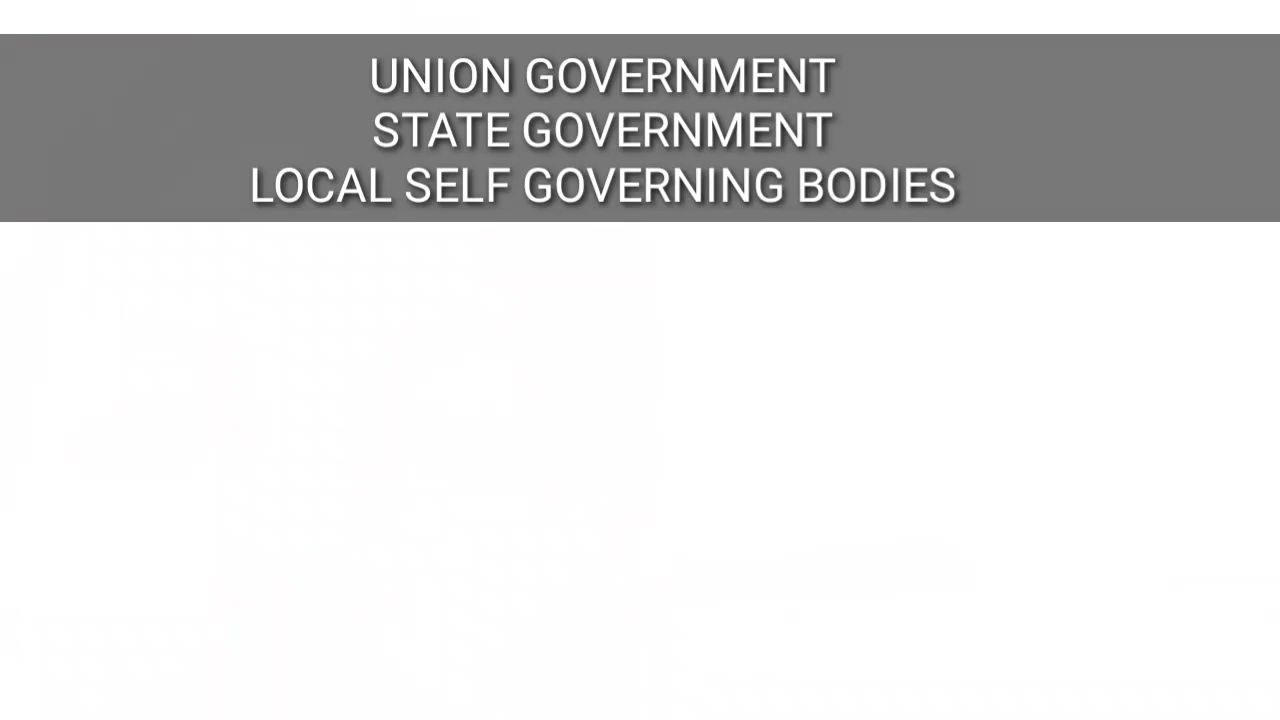 UNION GOVERNMENT
STATE GOVERNMENT
LOCAL SELF GOVERNING BODIES